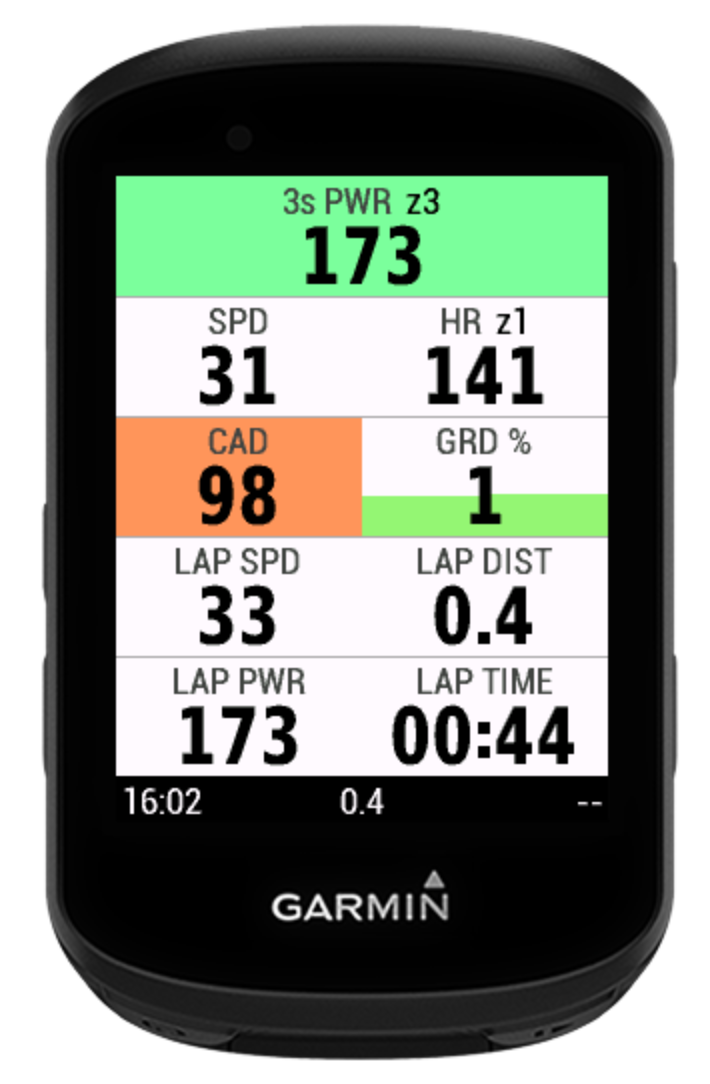 3s PWR z3
173
SPD HR z1
31 141
CAD GRD %
98 1
LAP SPD LAP DIST
33 0.4
LAP PWR LAP TIME
173 00:44
16:02 0.4 --
GARMIN